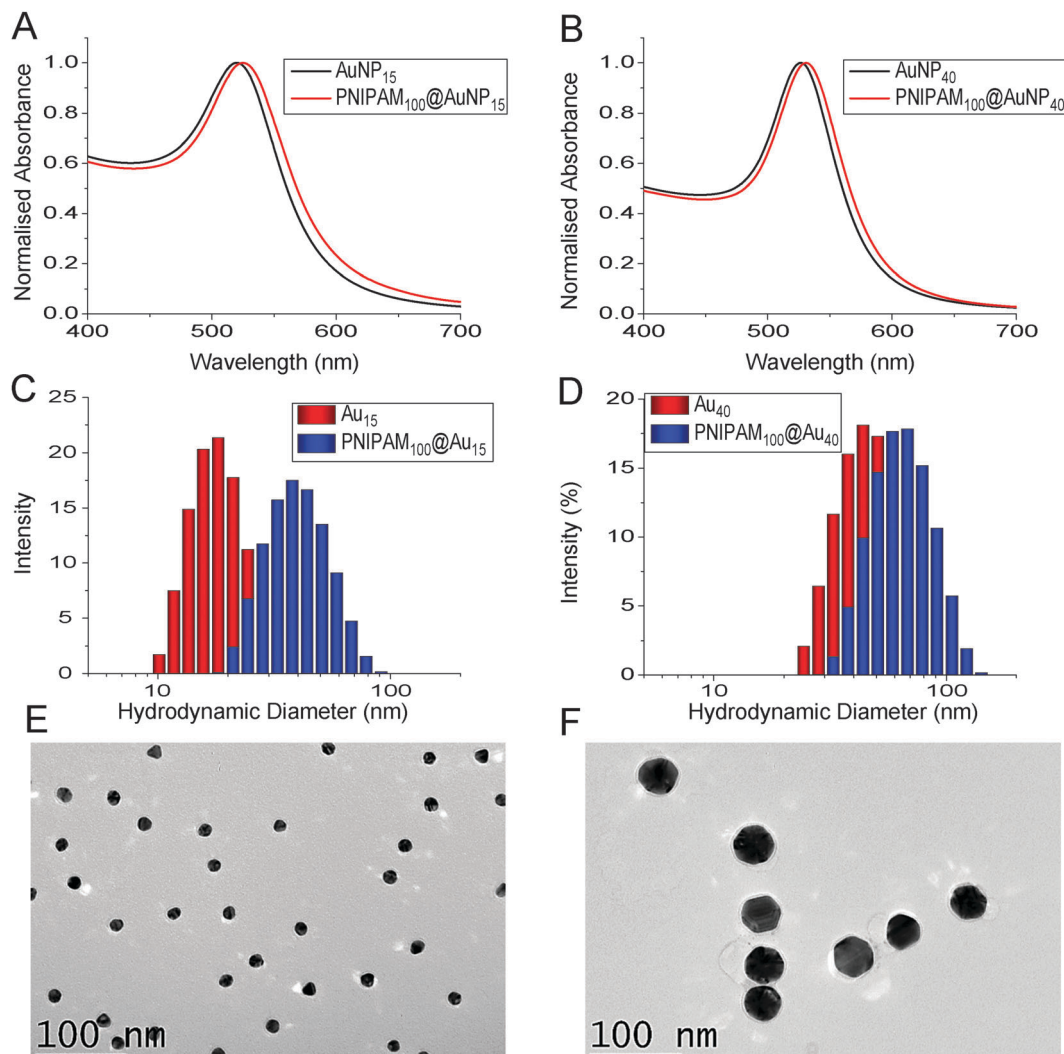 A
AuNP15
PNIPAM100@AuNP15
1.0
0.8
0.6
0.4
0.2
0.0
Normalised Absorbance
400 500 600 700
Wavelength (nm)
B
AuNP40
PNIPAM100@AuNP40
1.0
0.8
0.6
0.4
0.2
0.0
Normalised Absorbance
400 500 600 700
Wavelength (nm)
C
Au15
PNIPAM100@Au15
25
20
15
10
5
0
Intensity
10 100
Hydrodynamic Diameter (nm)
D
Au40
PNIPAM100@Au40
20
15
10
5
0
Intensity (%)
10 100
Hydrodynamic Diameter (nm)
E
100 nm
F
100 nm